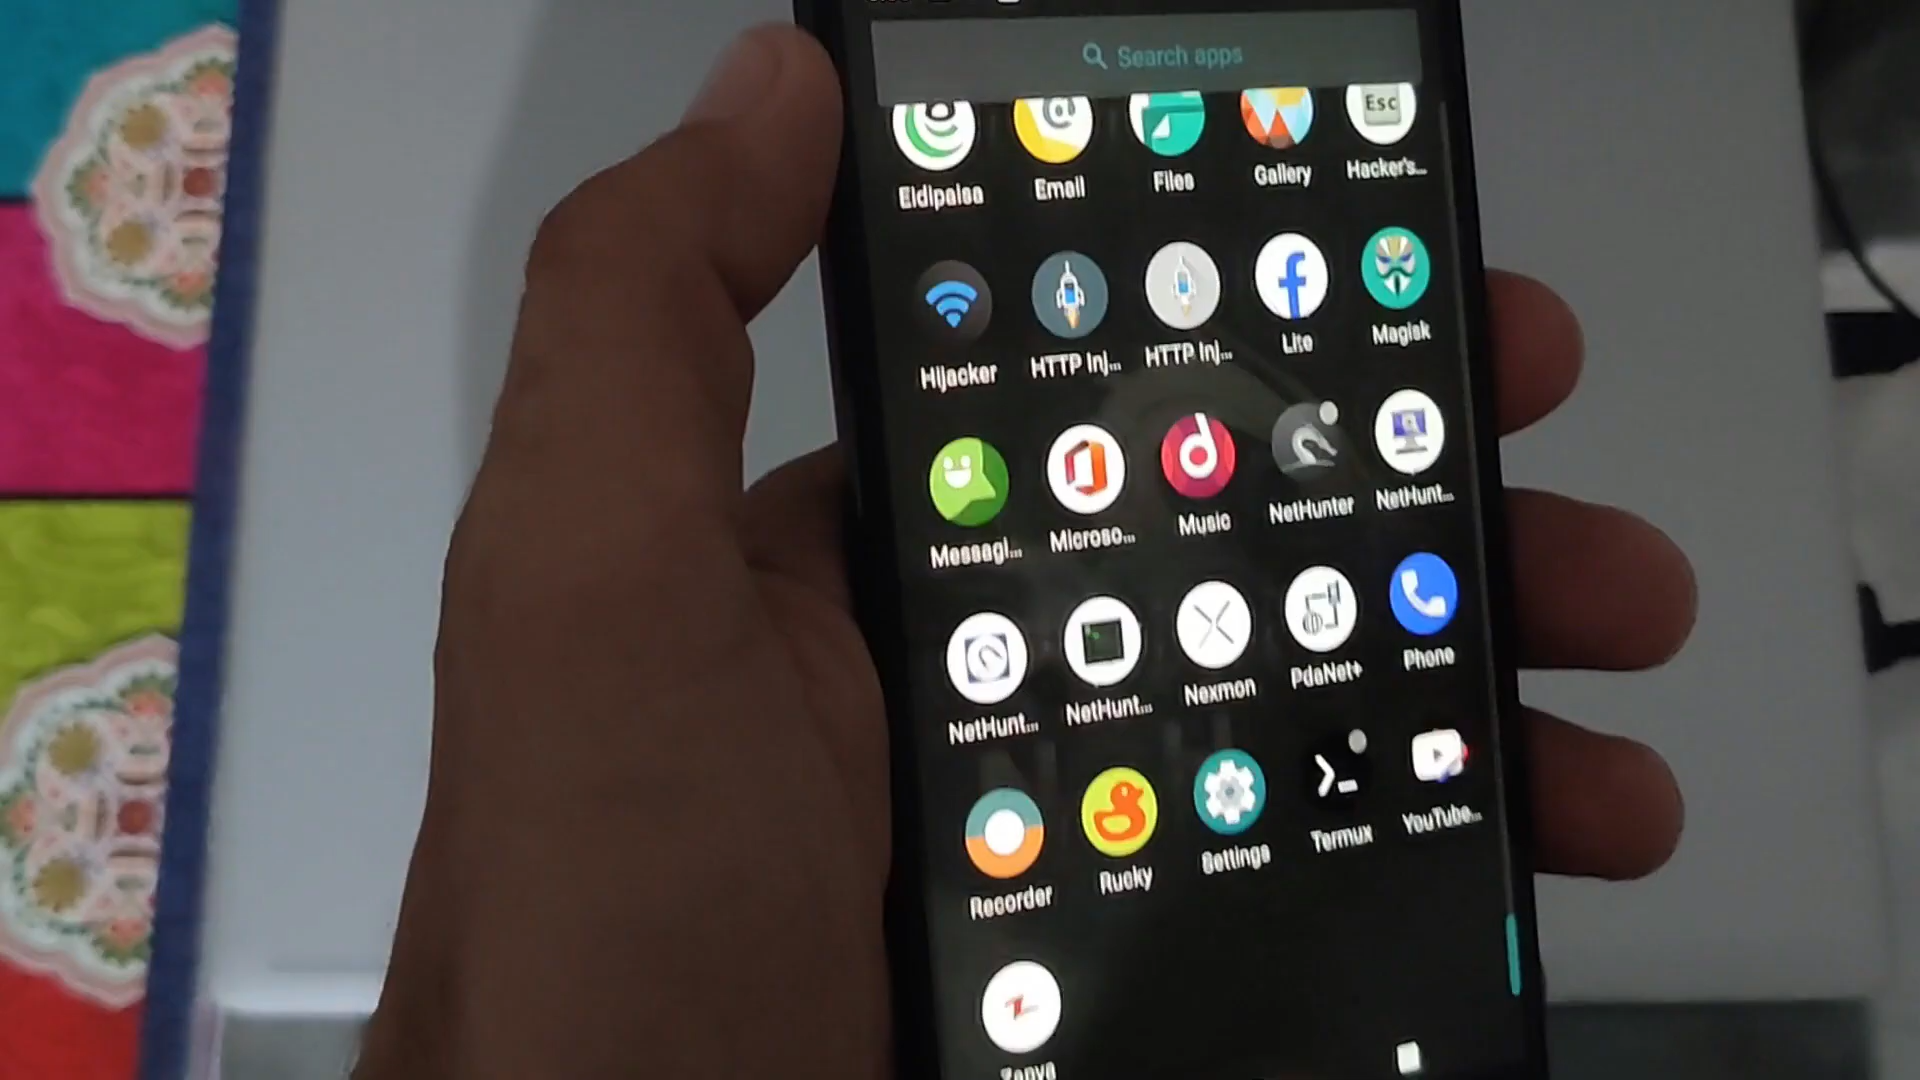 Search apps
Esc
Eldipalsa
Email
Files
Gallery
Hacker's...
Hijacker
HTTP Inj...
HTTP Inj...
Lite
Magisk
Messagi...
Microso...
Music
NetHunter
NetHunt...
NetHunt...
NetHunt...
Nexmon
PdaNet+
Phone
Recorder
Rucky
Settings
Termux
YouTube...
Zapya